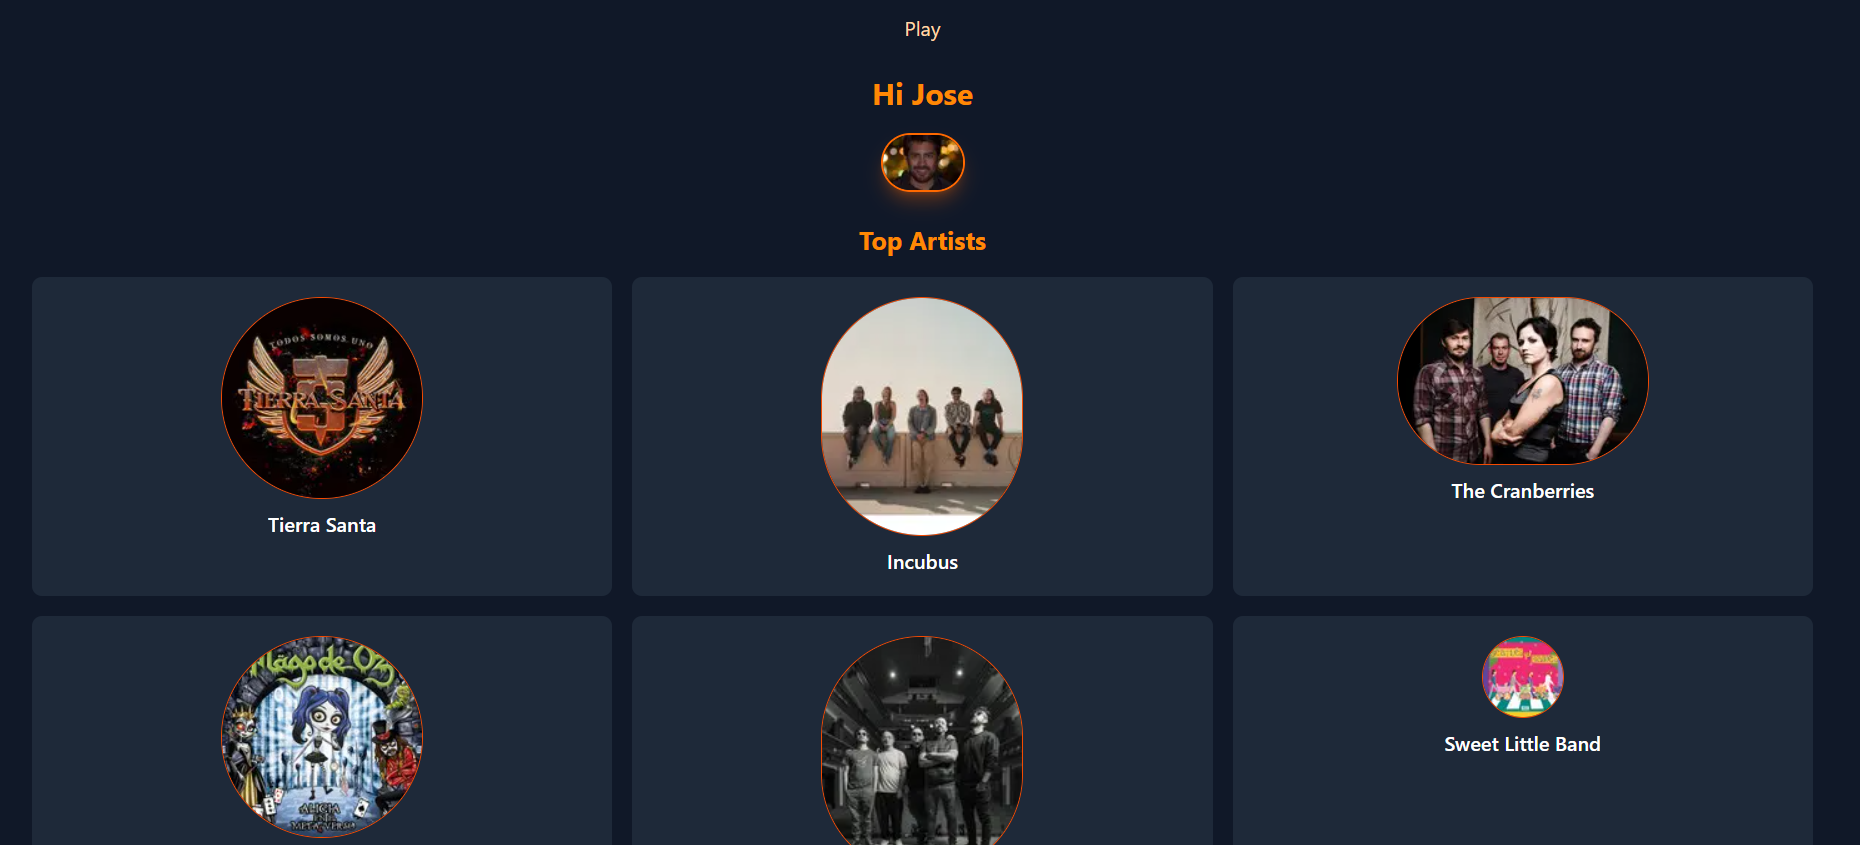 Play
Hi Jose
Top Artists
TODOS SOMOS UNO
TIERRA SANTA
Tierra Santa
Incubus
The Cranberries
Mägo de Oz
ALICIA
EN EL
METAVERSO
Sweet Little Band